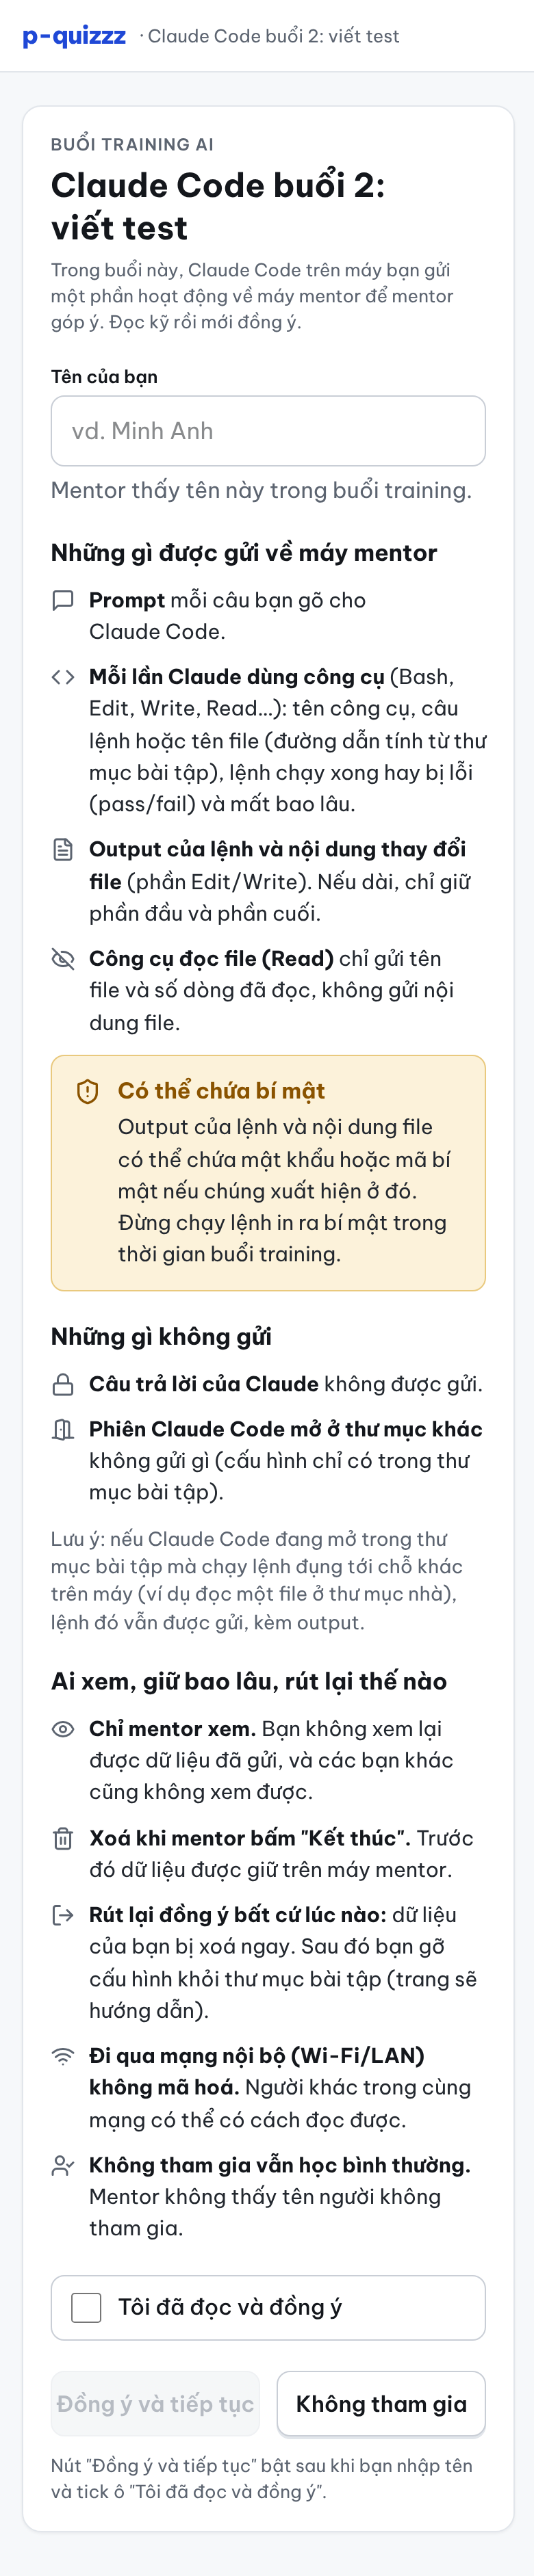 p-quizzz · Claude Code buổi 2: viết test
BUỔI TRAINING AI
Claude Code buổi 2:
viết test
Trong buổi này, Claude Code trên máy bạn gửi
một phần hoạt động về máy mentor để mentor
góp ý. Đọc kỹ rồi mới đồng ý.
Tên của bạn
vd. Minh Anh
Mentor thấy tên này trong buổi training.
Những gì được gửi về máy mentor
Prompt mỗi câu bạn gõ cho
Claude Code.
Mỗi lần Claude dùng công cụ (Bash,
Edit, Write, Read…): tên công cụ, câu
lệnh hoặc tên file (đường dẫn tính từ thư
mục bài tập), lệnh chạy xong hay bị lỗi
(pass/fail) và mất bao lâu.
Output của lệnh và nội dung thay đổi
file (phần Edit/Write). Nếu dài, chỉ giữ
phần đầu và phần cuối.
Công cụ đọc file (Read) chỉ gửi tên
file và số dòng đã đọc, không gửi nội
dung file.
Có thể chứa bí mật
Output của lệnh và nội dung file
có thể chứa mật khẩu hoặc mã bí
mật nếu chúng xuất hiện ở đó.
Đừng chạy lệnh in ra bí mật trong
thời gian buổi training.
Những gì không gửi
Câu trả lời của Claude không được gửi.
Phiên Claude Code mở ở thư mục khác
không gửi gì (cấu hình chỉ có trong thư
mục bài tập).
Lưu ý: nếu Claude Code đang mở trong thư
mục bài tập mà chạy lệnh đụng tới chỗ khác
trên máy (ví dụ đọc một file ở thư mục nhà),
lệnh đó vẫn được gửi, kèm output.
Ai xem, giữ bao lâu, rút lại thế nào
Chỉ mentor xem. Bạn không xem lại
được dữ liệu đã gửi, và các bạn khác
cũng không xem được.
Xoá khi mentor bấm "Kết thúc". Trước
đó dữ liệu được giữ trên máy mentor.
Rút lại đồng ý bất cứ lúc nào: dữ liệu
của bạn bị xoá ngay. Sau đó bạn gỡ
cấu hình khỏi thư mục bài tập (trang sẽ
hướng dẫn).
Đi qua mạng nội bộ (Wi-Fi/LAN)
không mã hoá. Người khác trong cùng
mạng có thể có cách đọc được.
Không tham gia vẫn học bình thường.
Mentor không thấy tên người không
tham gia.
Tôi đã đọc và đồng ý
Đồng ý và tiếp tục Không tham gia
Nút "Đồng ý và tiếp tục" bật sau khi bạn nhập tên
và tick ô "Tôi đã đọc và đồng ý".